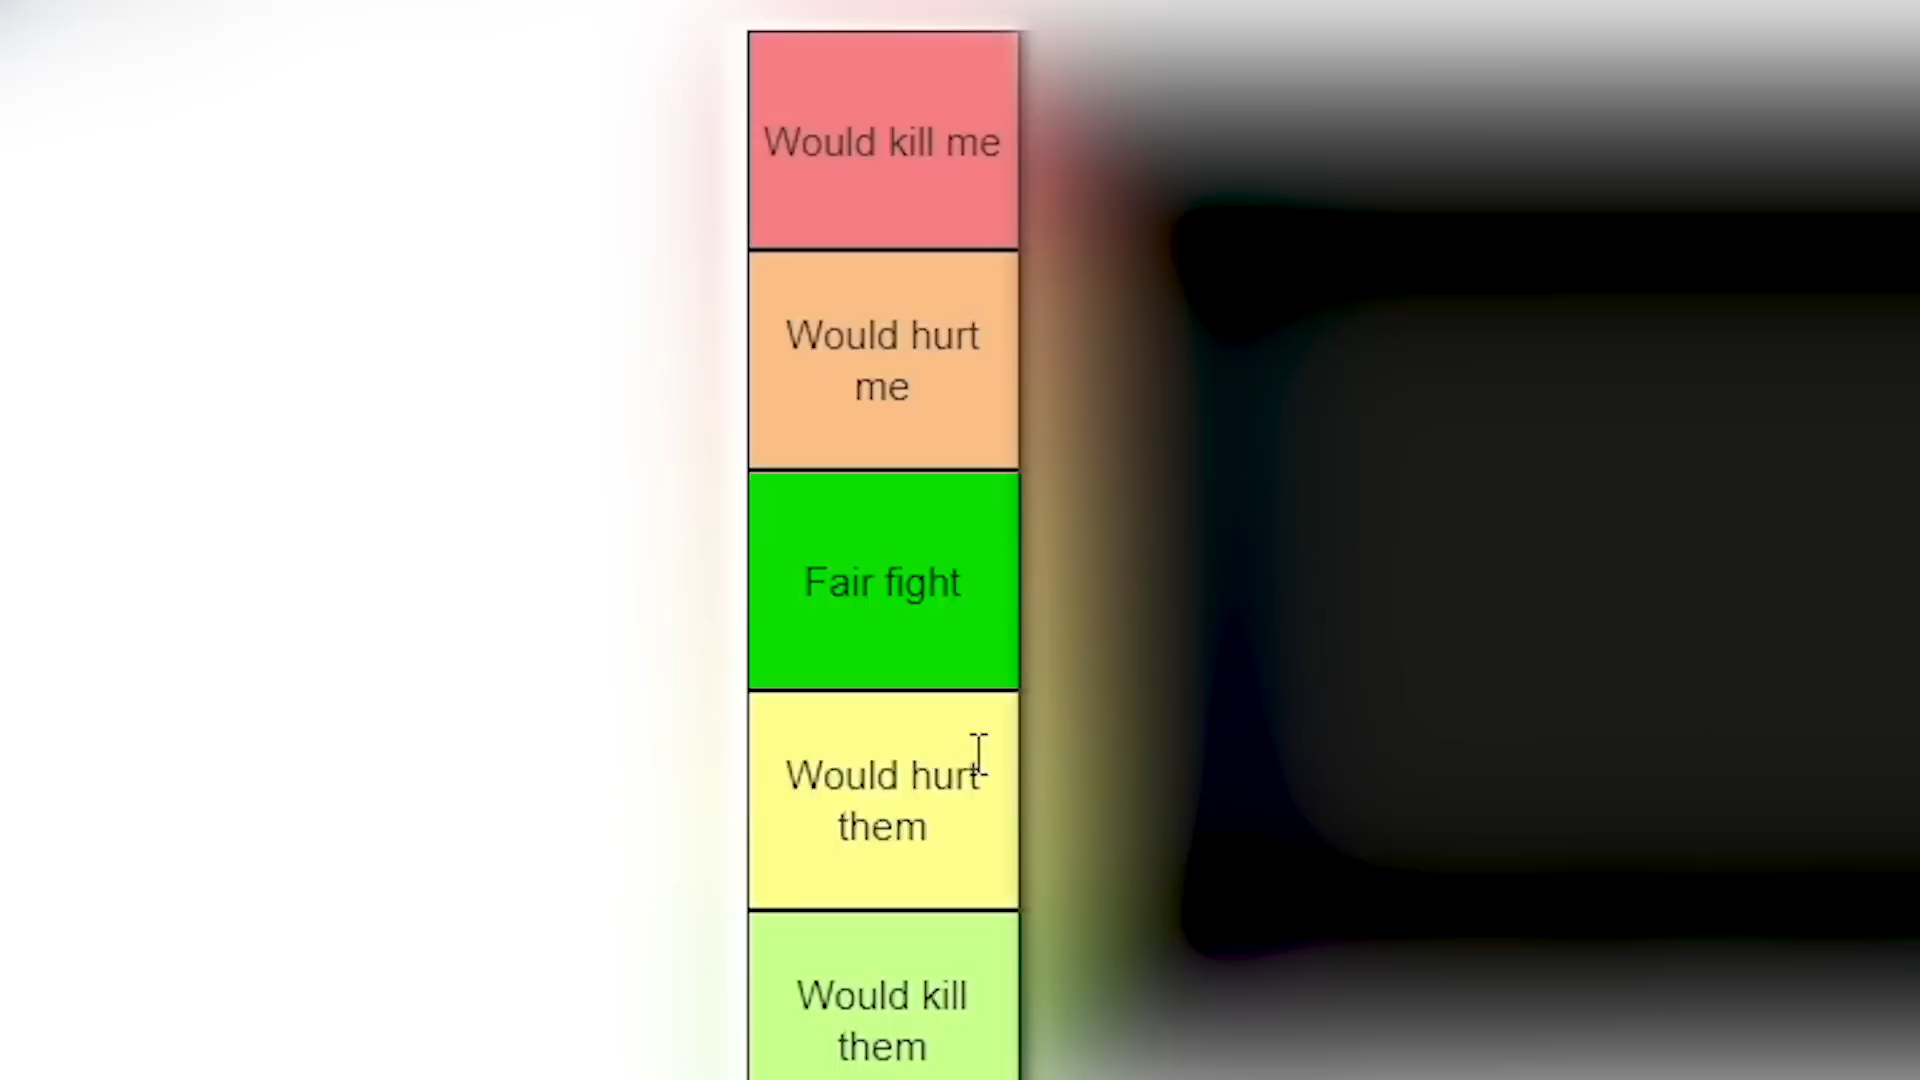 Would kill me
Would hurt
me
Fair fight
Would hurt
them
Would kill
them